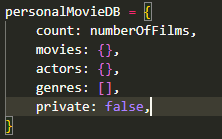 personalMovieDB = {
    count: numberOfFilms,
    movies: {},
    actors: {},
    genres: [],
    private: false,
}